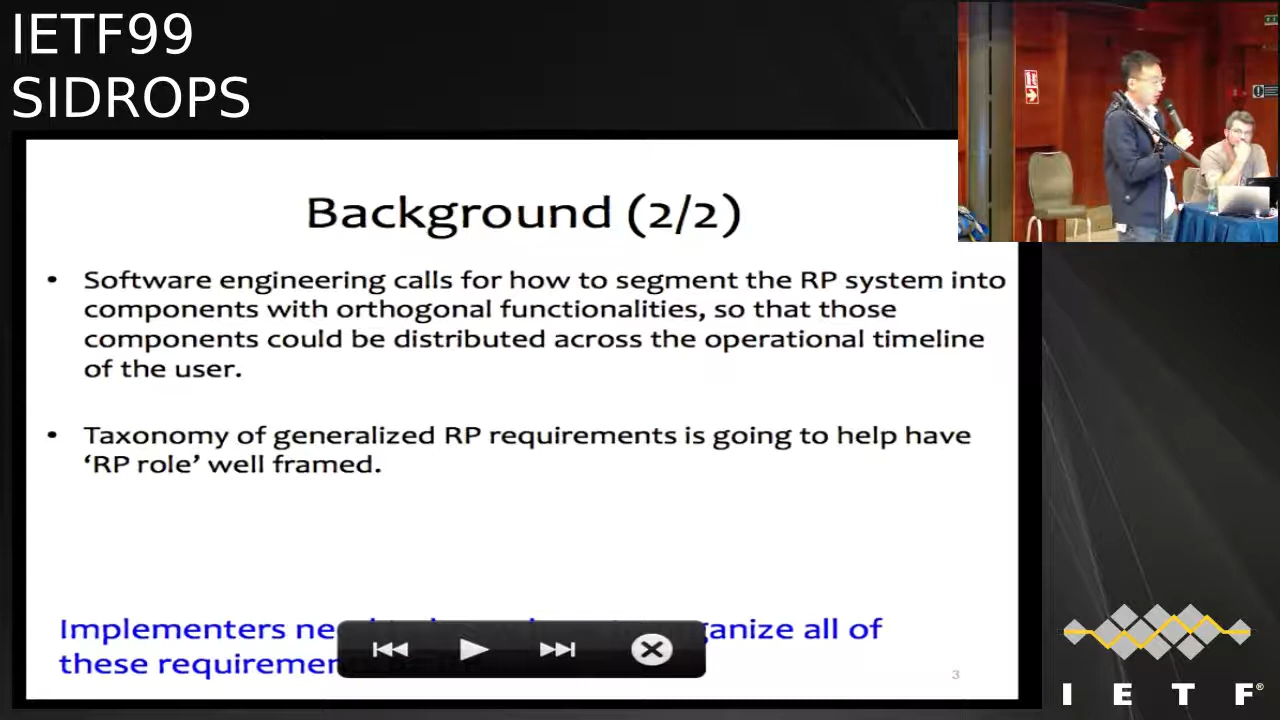 IETF99
SIDROPS
Background (2/2)
• Software engineering calls for how to segment the RP system into
components with orthogonal functionalities, so that those
components could be distributed across the operational timeline
of the user.
• Taxonomy of generalized RP requirements is going to help have
‘RP role’ well framed.
Implementers ganize all of
these requirement
3
I E T F®